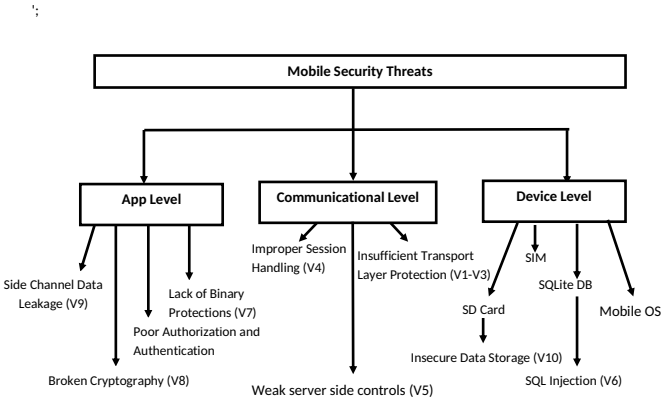 ';
Mobile Security Threats
App Level
Communicational Level
Device Level
Improper Session
Handling (V4)
Insufficient Transport
Layer Protection (V1-V3)
SIM
Side Channel Data
Leakage (V9)
Lack of Binary
Protections (V7)
SQLite DB
SD Card
Mobile OS
Poor Authorization and
Authentication
Insecure Data Storage (V10)
Broken Cryptography (V8)
Weak server side controls (V5)
SQL Injection (V6)